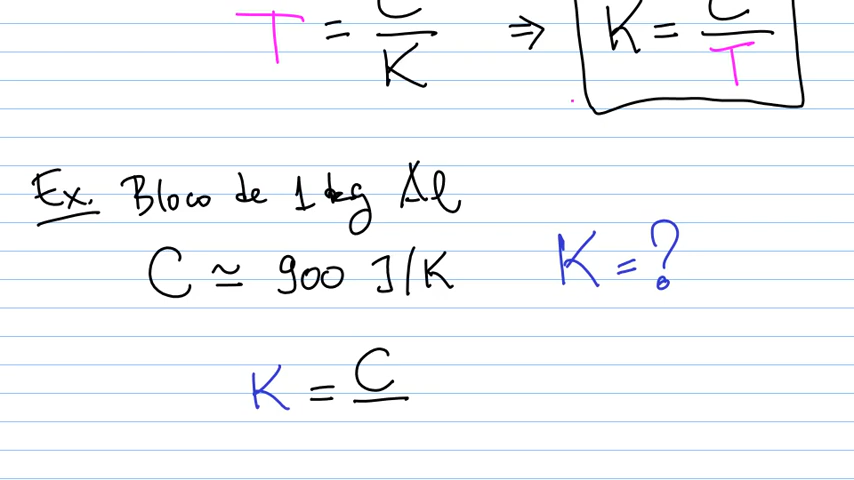 T = C/K ⇒ K = C/T
Ex. Bloco de 1 kg Al
C ≃ 900 J/K K = ?
K = C